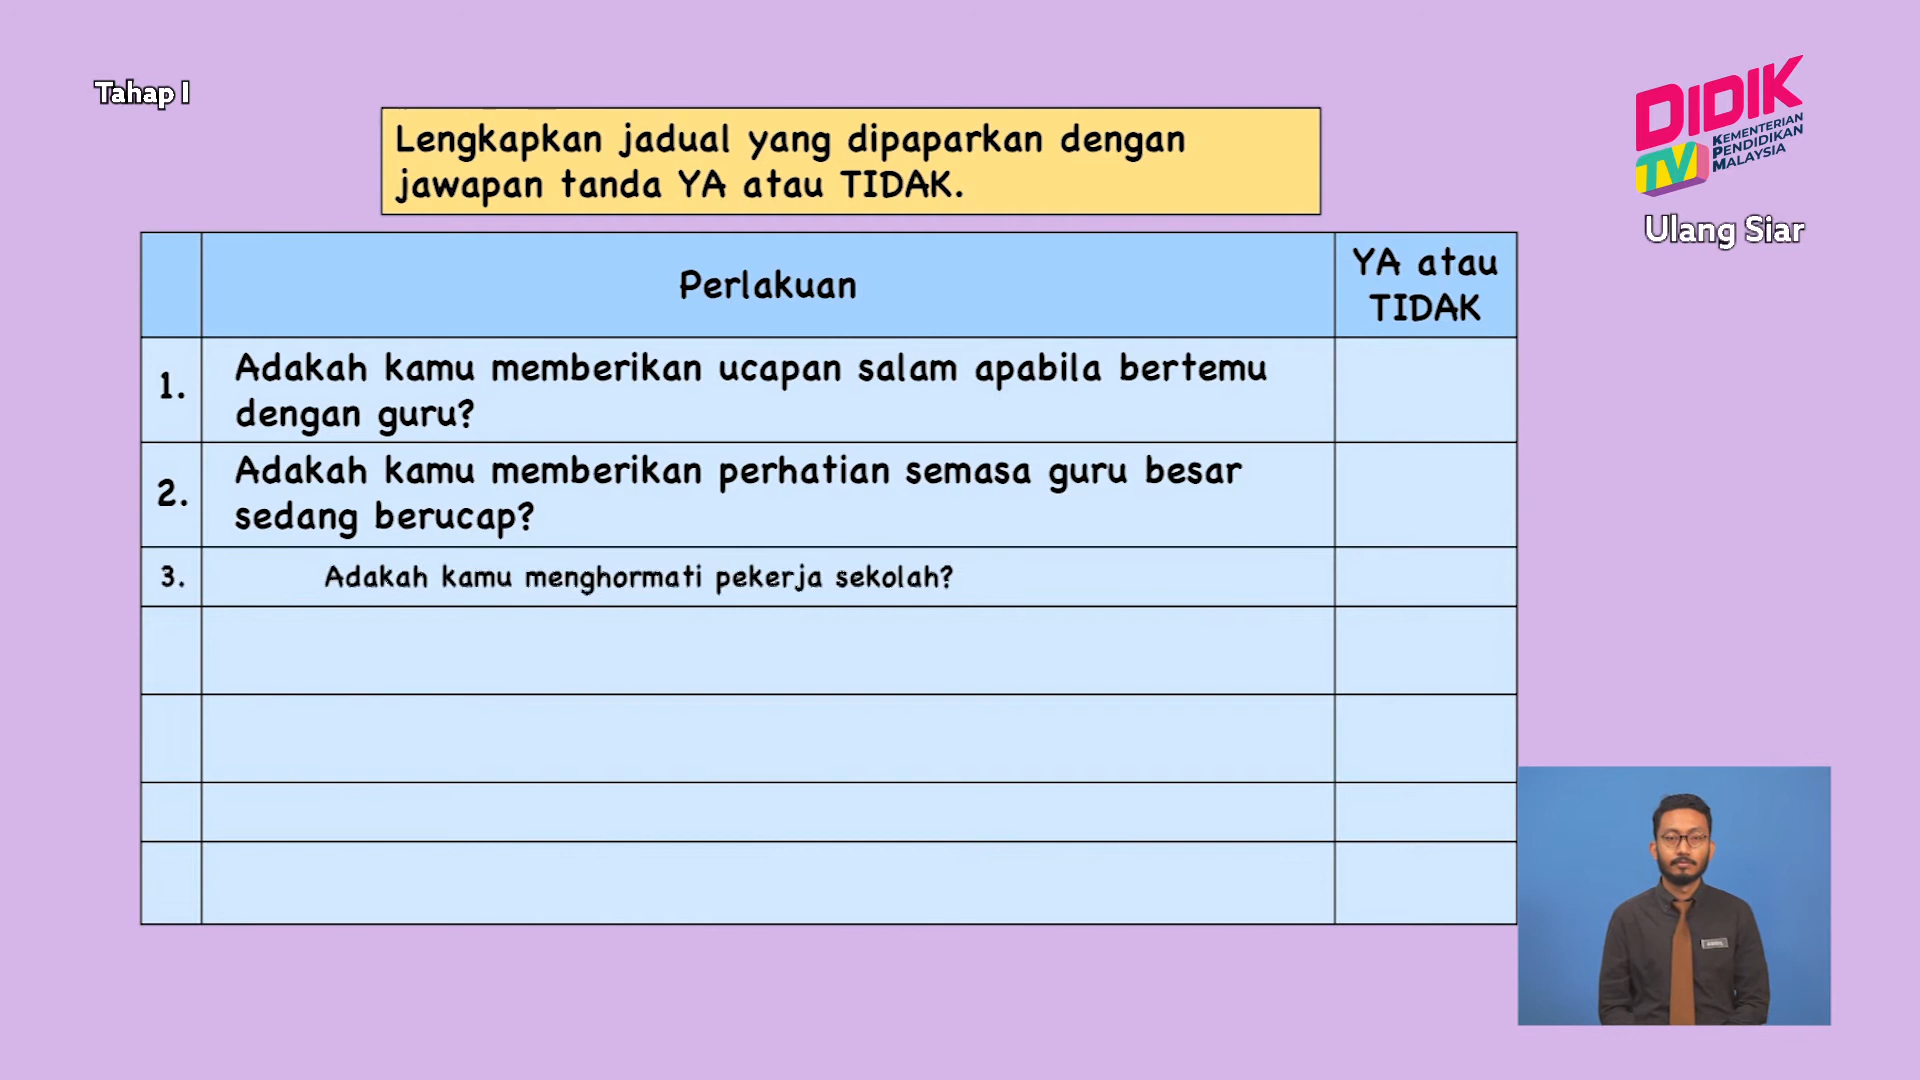 Tahap I
DIDIK
TV
KEMENTERIAN
PENDIDIKAN
MALAYSIA
Ulang Siar
Lengkapkan jadual yang dipaparkan dengan
jawapan tanda YA atau TIDAK.
Perlakuan
YA atau
TIDAK
1.
Adakah kamu memberikan ucapan salam apabila bertemu
dengan guru?
2.
Adakah kamu memberikan perhatian semasa guru besar
sedang berucap?
3.
Adakah kamu menghormati pekerja sekolah?